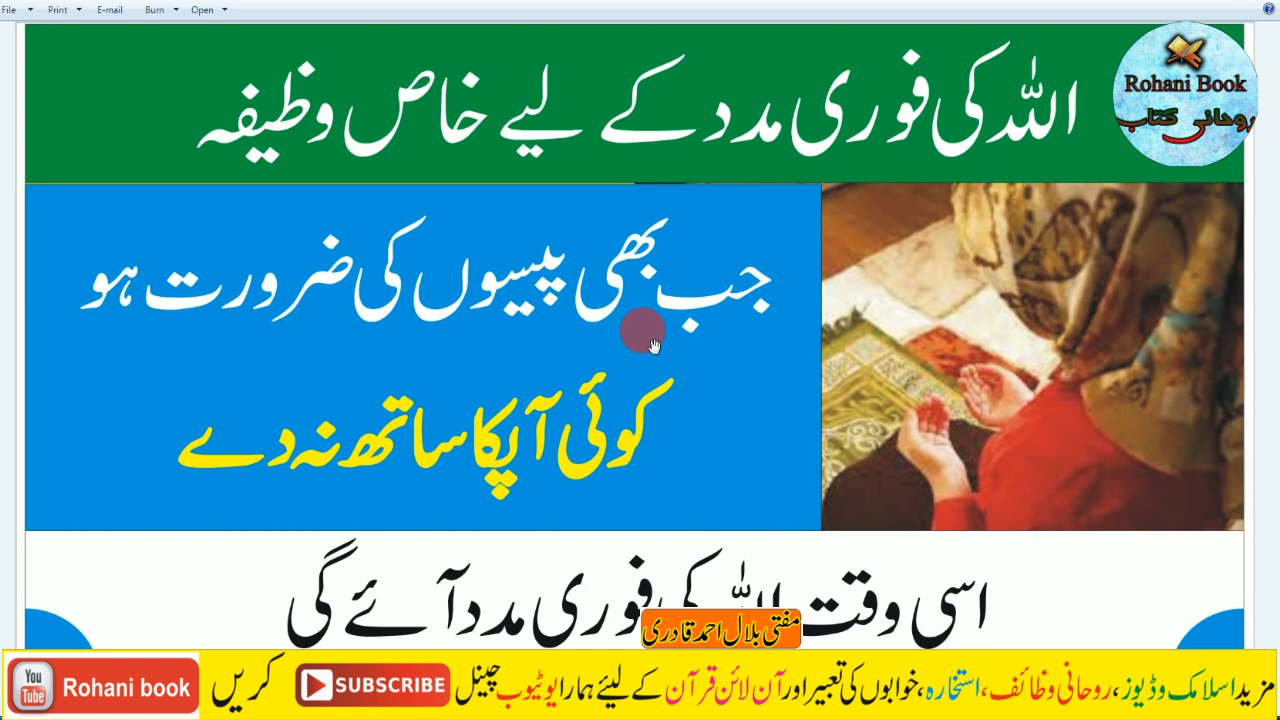 File Print E-mail Burn Open
اللہ کی فوری مدد کے لیے خاص وظیفہ
Rohani Book
روحانی کتاب
جب بھی پیسوں کی ضرورت ہو
کوئی آپکا ساتھ نہ دے
اسی وقت اللہ کی فوری مدد آئے گی
مفتی بلال احمد قادری
مزید اسلامک وڈیوز، روحانی وظائف، استخارہ، خوابوں کی تعبیر اور آن لائن قرآن کے لیئے ہمارا یوٹیوب چینل SUBSCRIBE کریں
You Tube Rohani book